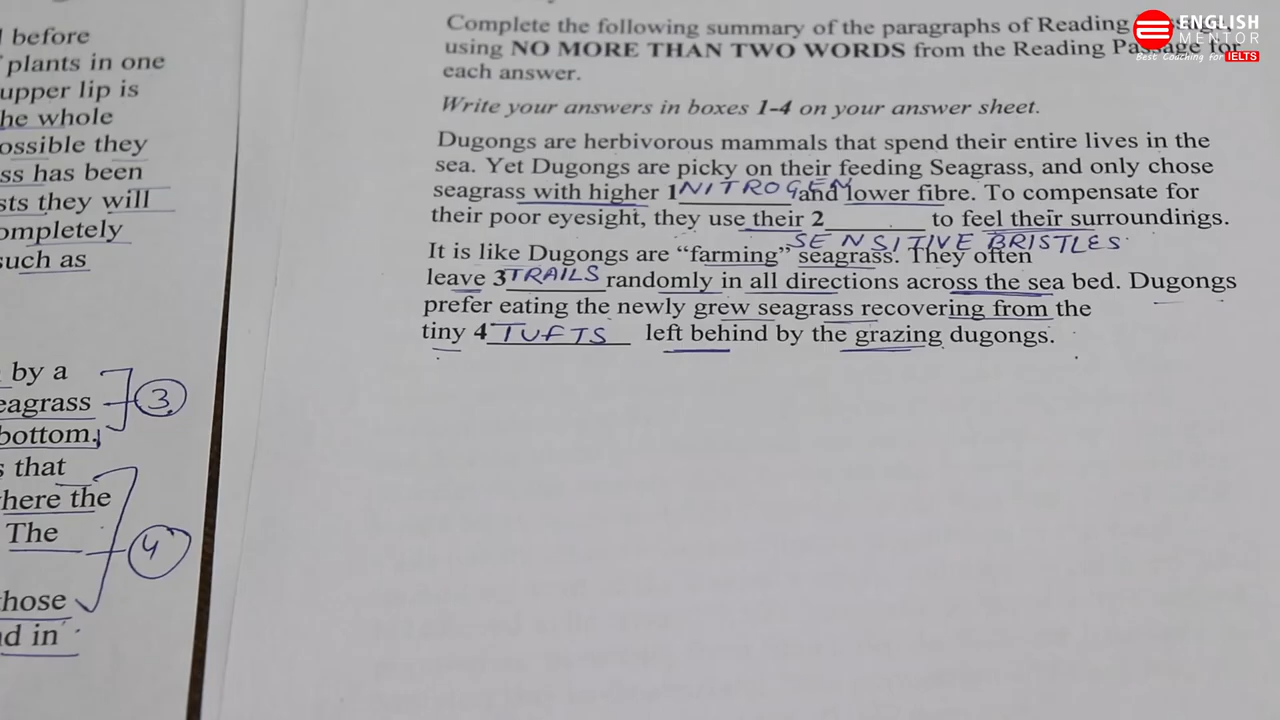 before
plants in one
upper lip is
he whole
ossible they
ss has been
sts they will
ompletely
such as
by a
eagrass
bottom.
3
s that
where the
The
4
hose
d in
Complete the following summary of the paragraphs of Reading
using NO MORE THAN TWO WORDS from the Reading Passage for
each answer.
Write your answers in boxes 1-4 on your answer sheet.
Dugongs are herbivorous mammals that spend their entire lives in the
sea. Yet Dugongs are picky on their feeding Seagrass, and only chose
seagrass with higher 1 NITROGEN and lower fibre. To compensate for
their poor eyesight, they use their 2________ to feel their surroundings.
SENSITIVE BRISTLES
It is like Dugongs are “farming” seagrass. They often
leave 3 TRAILS randomly in all directions across the sea bed. Dugongs
prefer eating the newly grew seagrass recovering from the
tiny 4 TUFTS left behind by the grazing dugongs.
ENGLISH
MENTOR
Best Coaching for IELTS